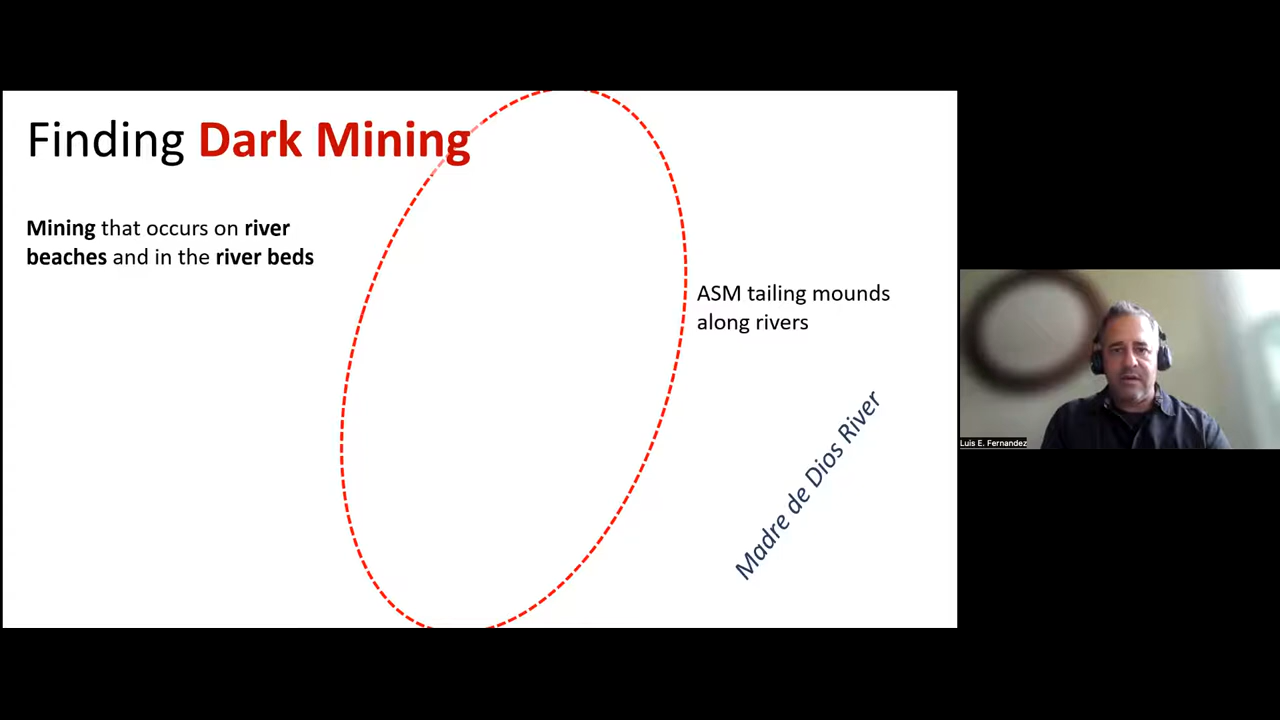 Finding Dark Mining
Mining that occurs on river
beaches and in the river beds
ASM tailing mounds
along rivers
Madre de Dios River
Luis E. Fernandez